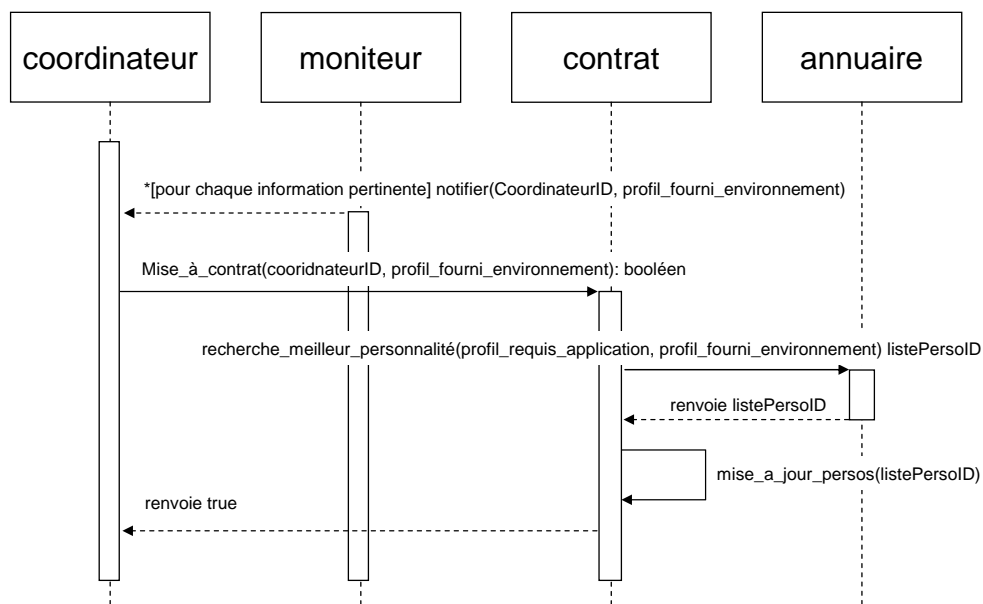 coordinateur
moniteur
contrat
annuaire
*[pour chaque information pertinente] notifier(CoordinateurID, profil_fourni_environnement)
Mise_à_contrat(cooridnateurID, profil_fourni_environnement): booléen
recherche_meilleur_personnalité(profil_requis_application, profil_fourni_environnement) listePersoID
renvoie listePersoID
mise_a_jour_persos(listePersoID)
renvoie true